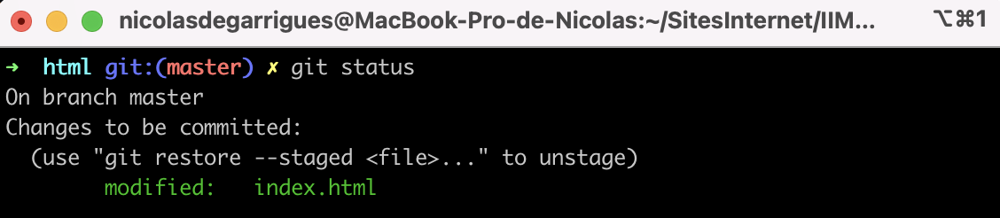 nicolasdegarrigues@MacBook-Pro-de-Nicolas:~/SitesInternet/IIM... ⌥⌘1
➜ html git:(master) ✗ git status
On branch master
Changes to be committed:
(use "git restore --staged <file>..." to unstage)
modified: index.html